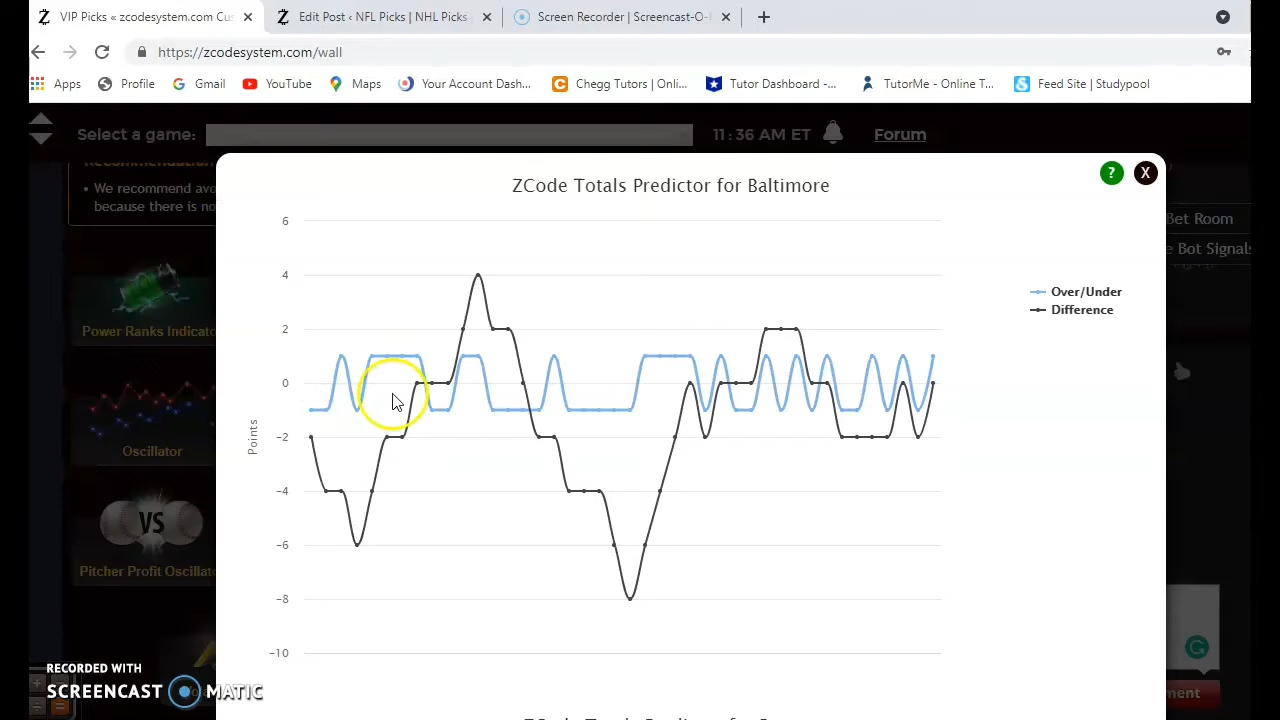 VIP Picks « zcodesystem.com Cus
Edit Post ‹ NFL Picks | NHL Picks
Screen Recorder | Screencast-O-
https://zcodesystem.com/wall
Apps
Profile
Gmail
YouTube
Maps
Your Account Dash...
Chegg Tutors | Onli...
Tutor Dashboard -...
TutorMe - Online T...
Feed Site | Studypool
Select a game:
11:36 AM ET
Forum
• We recommend avo
because there is no
Bet Room
e Bot Signals
Power Ranks Indicato
Oscillator
VS
Pitcher Profit Oscillato
ZCode Totals Predictor for Baltimore
? X
6
4
2
0
−2
−4
−6
−8
−10
Points
Over/Under
Difference
ment
RECORDED WITH
SCREENCAST MATIC